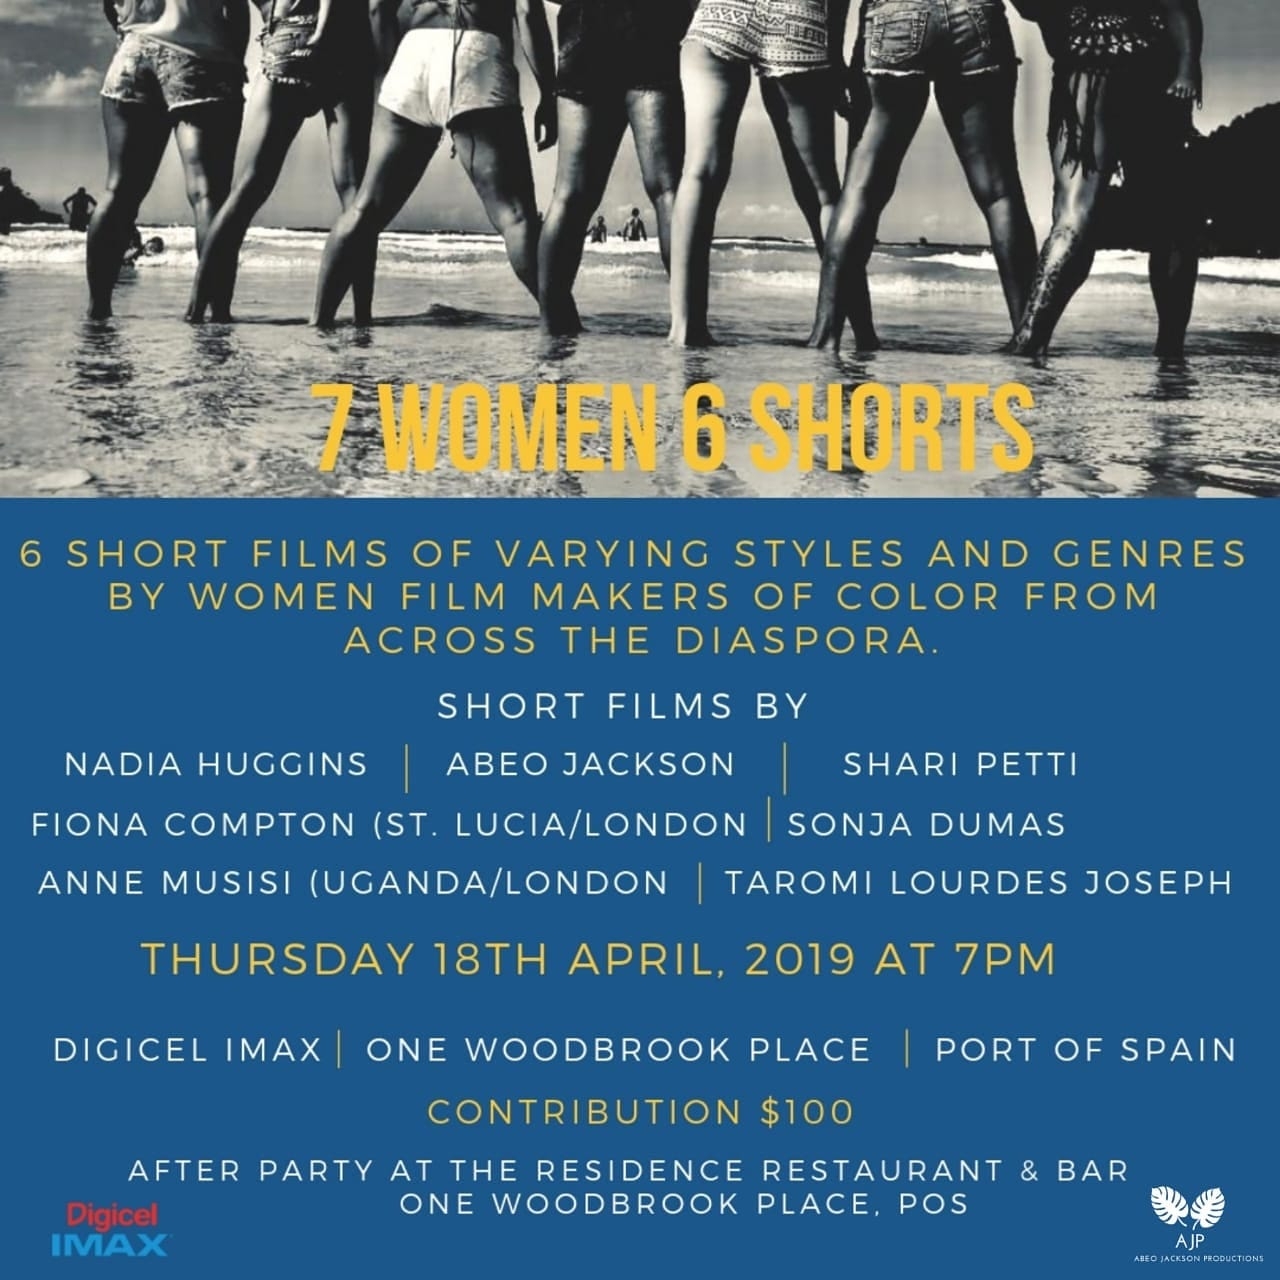 7 WOMEN 6 SHORTS
6 SHORT FILMS OF VARYING STYLES AND GENRES
BY WOMEN FILM MAKERS OF COLOR FROM
ACROSS THE DIASPORA.
SHORT FILMS BY
NADIA HUGGINS | ABEO JACKSON | SHARI PETTI
FIONA COMPTON (ST. LUCIA/LONDON | SONJA DUMAS
ANNE MUSISI (UGANDA/LONDON | TAROMI LOURDES JOSEPH
THURSDAY 18TH APRIL, 2019 AT 7PM
DIGICEL IMAX | ONE WOODBROOK PLACE | PORT OF SPAIN
CONTRIBUTION $100
AFTER PARTY AT THE RESIDENCE RESTAURANT & BAR
ONE WOODBROOK PLACE, POS
Digicel
IMAX
AJP
ABEO JACKSON PRODUCTIONS